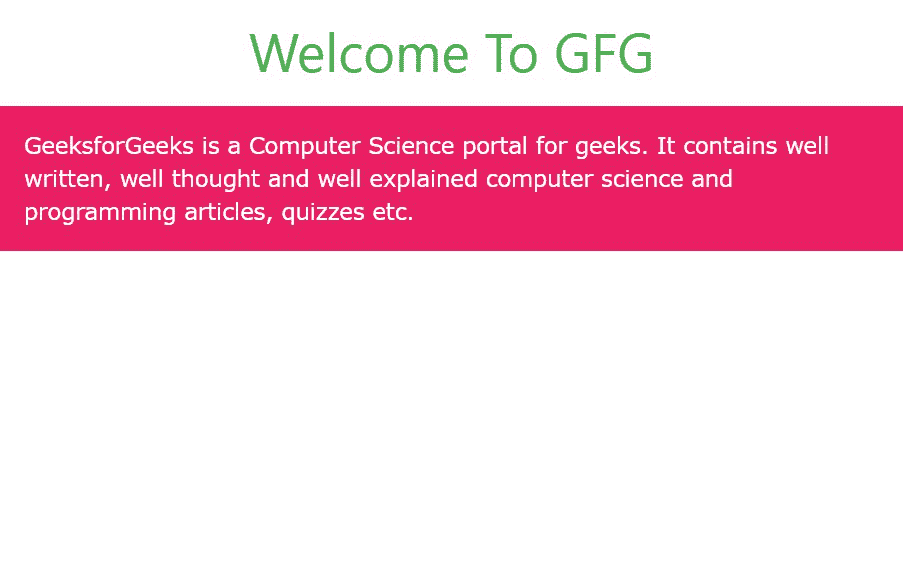 Welcome To GFG
GeeksforGeeks is a Computer Science portal for geeks. It contains well
written, well thought and well explained computer science and
programming articles, quizzes etc.